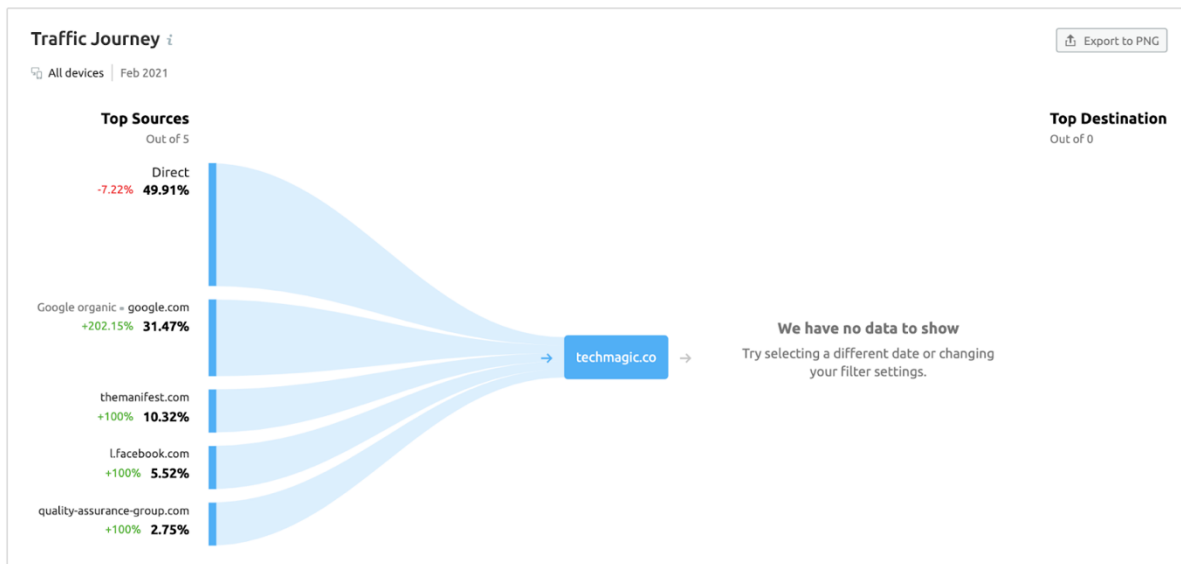 Traffic Journey i
Export to PNG
All devices | Feb 2021
Top Sources
Out of 5
Top Destination
Out of 0
Direct
-7.22% 49.91%
Google organic • google.com
+202.15% 31.47%
themanifest.com
+100% 10.32%
l.facebook.com
+100% 5.52%
quality-assurance-group.com
+100% 2.75%
techmagic.co
We have no data to show
Try selecting a different date or changing
your filter settings.